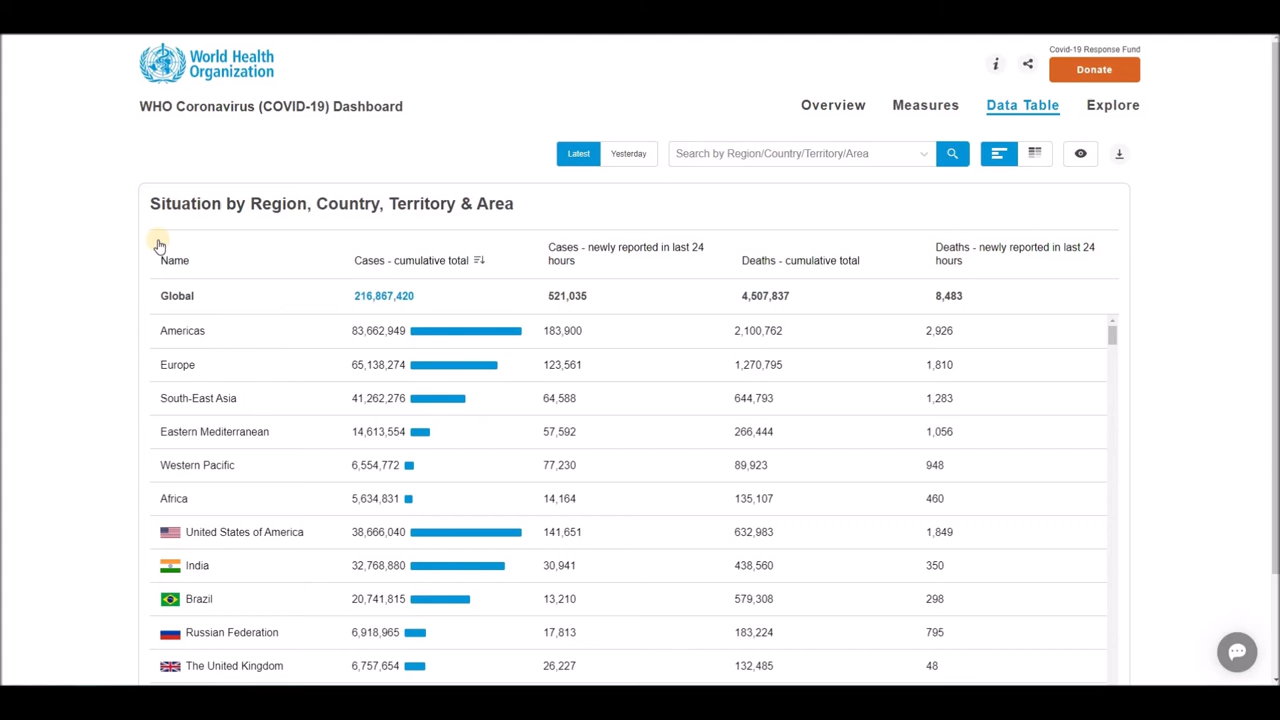 World Health
Organization
Covid-19 Response Fund
Donate
WHO Coronavirus (COVID-19) Dashboard
Overview Measures Data Table Explore
Latest Yesterday Search by Region/Country/Territory/Area
Situation by Region, Country, Territory & Area
Name Cases - cumulative total Cases - newly reported in last 24 hours Deaths - cumulative total Deaths - newly reported in last 24 hours
Global 216,867,420 521,035 4,507,837 8,483
Americas 83,662,949 183,900 2,100,762 2,926
Europe 65,138,274 123,561 1,270,795 1,810
South-East Asia 41,262,276 64,588 644,793 1,283
Eastern Mediterranean 14,613,554 57,592 266,444 1,056
Western Pacific 6,554,772 77,230 89,923 948
Africa 5,634,831 14,164 135,107 460
United States of America 38,666,040 141,651 632,983 1,849
India 32,768,880 30,941 438,560 350
Brazil 20,741,815 13,210 579,308 298
Russian Federation 6,918,965 17,813 183,224 795
The United Kingdom 6,757,654 26,227 132,485 48